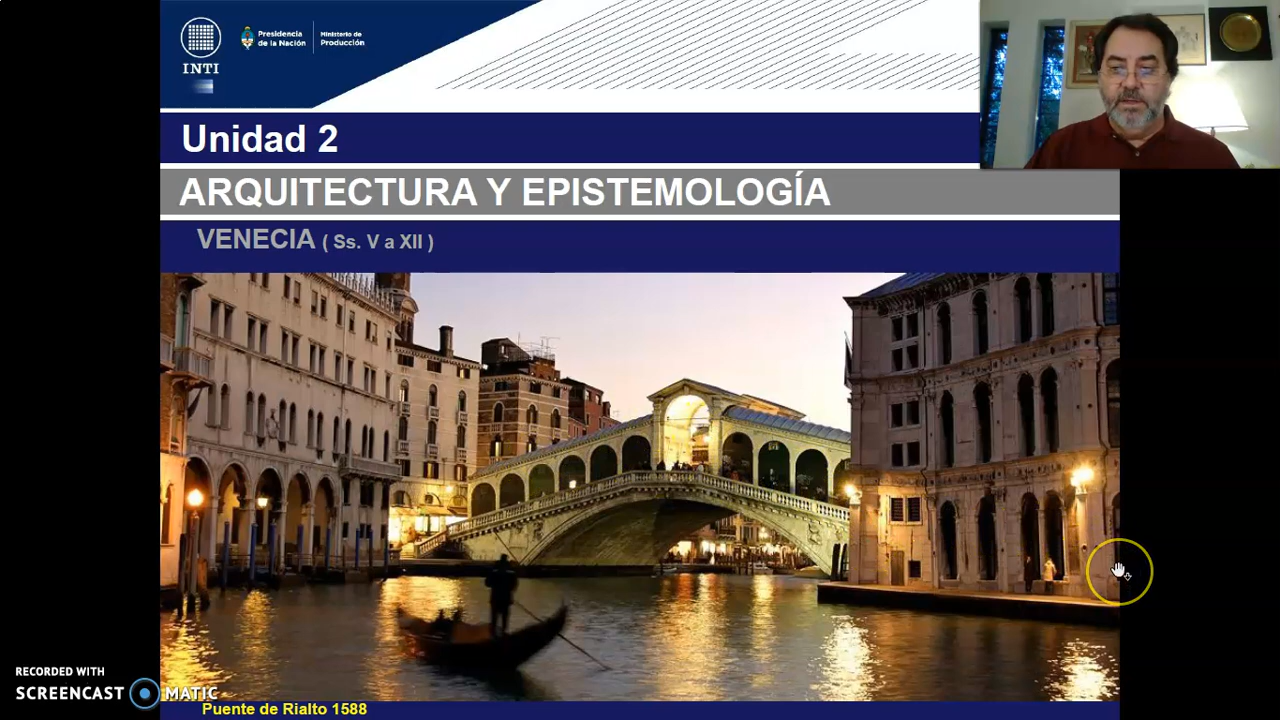 INTI
Presidencia
de la Nación
Ministerio de
Producción
Unidad 2
ARQUITECTURA Y EPISTEMOLOGÍA
VENECIA ( Ss. V a XII )
RECORDED WITH
SCREENCAST MATIC
Puente de Rialto 1588